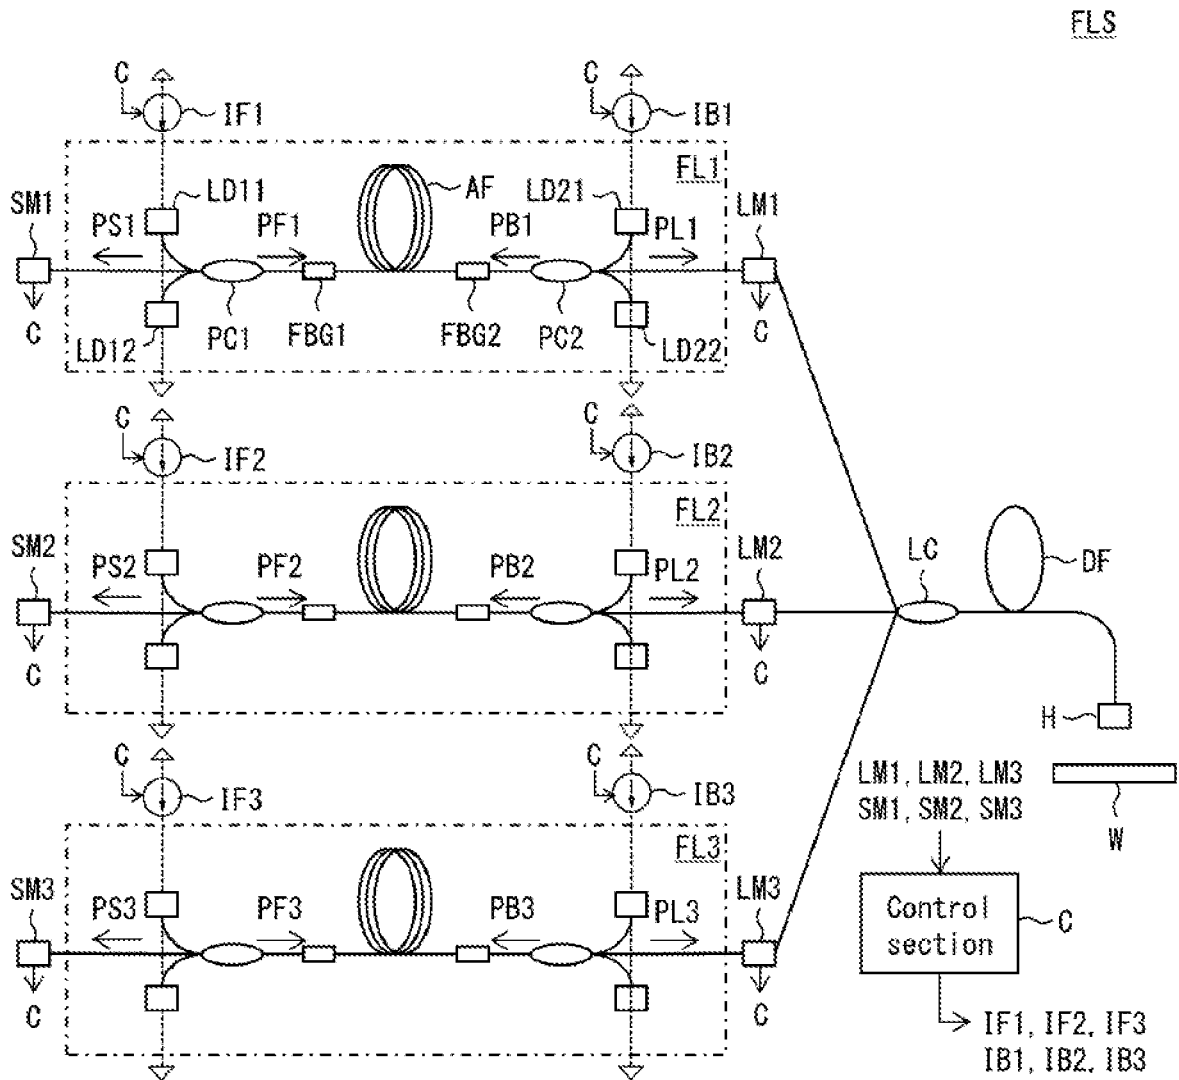 FLS
C
IF1
C
IB1
FL1
SM1
LD11
AF
LD21
LM1
PS1
PF1
PB1
PL1
C
LD12
PC1
FBG1
FBG2
PC2
LD22
C
C
IF2
C
IB2
FL2
SM2
PS2
PF2
PB2
PL2
LM2
LC
DF
C
C
H
C
IF3
C
IB3
LM1, LM2, LM3
SM1, SM2, SM3
W
FL3
SM3
PS3
PF3
PB3
PL3
LM3
Control
section
C
C
C
IF1, IF2, IF3
IB1, IB2, IB3